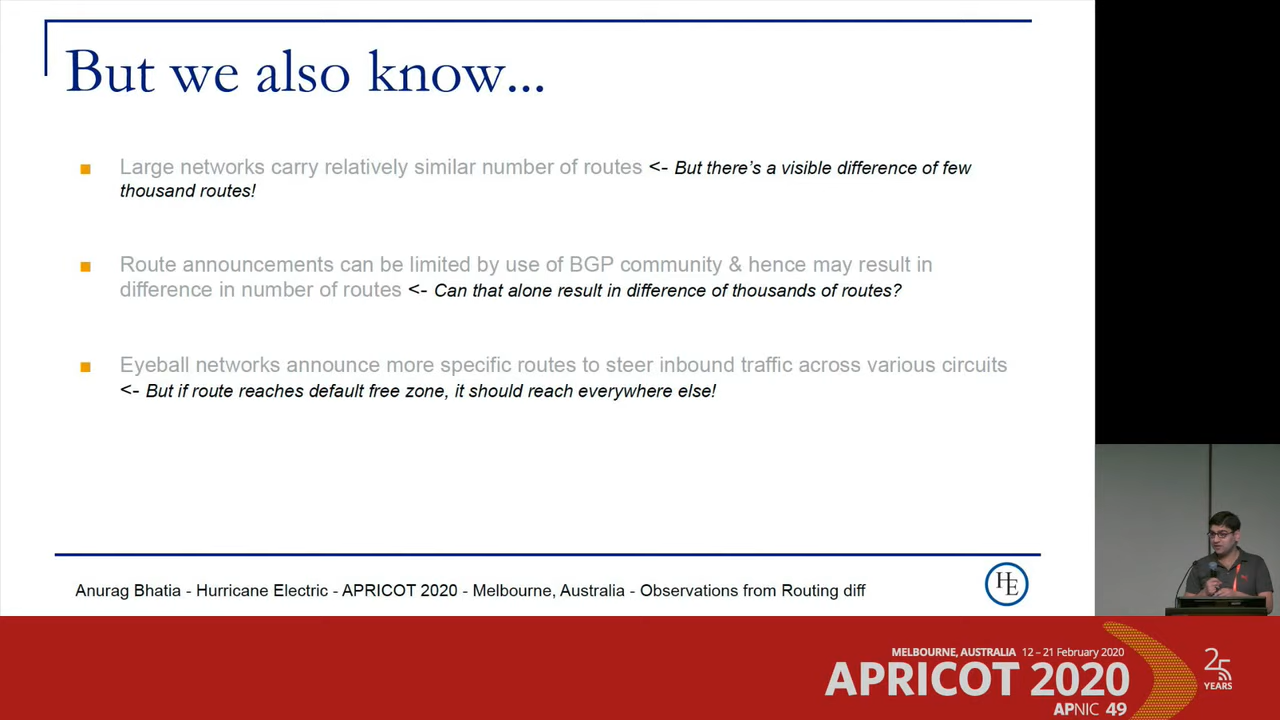 But we also know...
Large networks carry relatively similar number of routes <- But there's a visible difference of few
thousand routes!
Route announcements can be limited by use of BGP community & hence may result in
difference in number of routes <- Can that alone result in difference of thousands of routes?
Eyeball networks announce more specific routes to steer inbound traffic across various circuits
<- But if route reaches default free zone, it should reach everywhere else!
Anurag Bhatia - Hurricane Electric - APRICOT 2020 - Melbourne, Australia - Observations from Routing diff
HE
MELBOURNE, AUSTRALIA 12 – 21 February 2020
APRICOT 2020
APNIC 49
25
YEARS